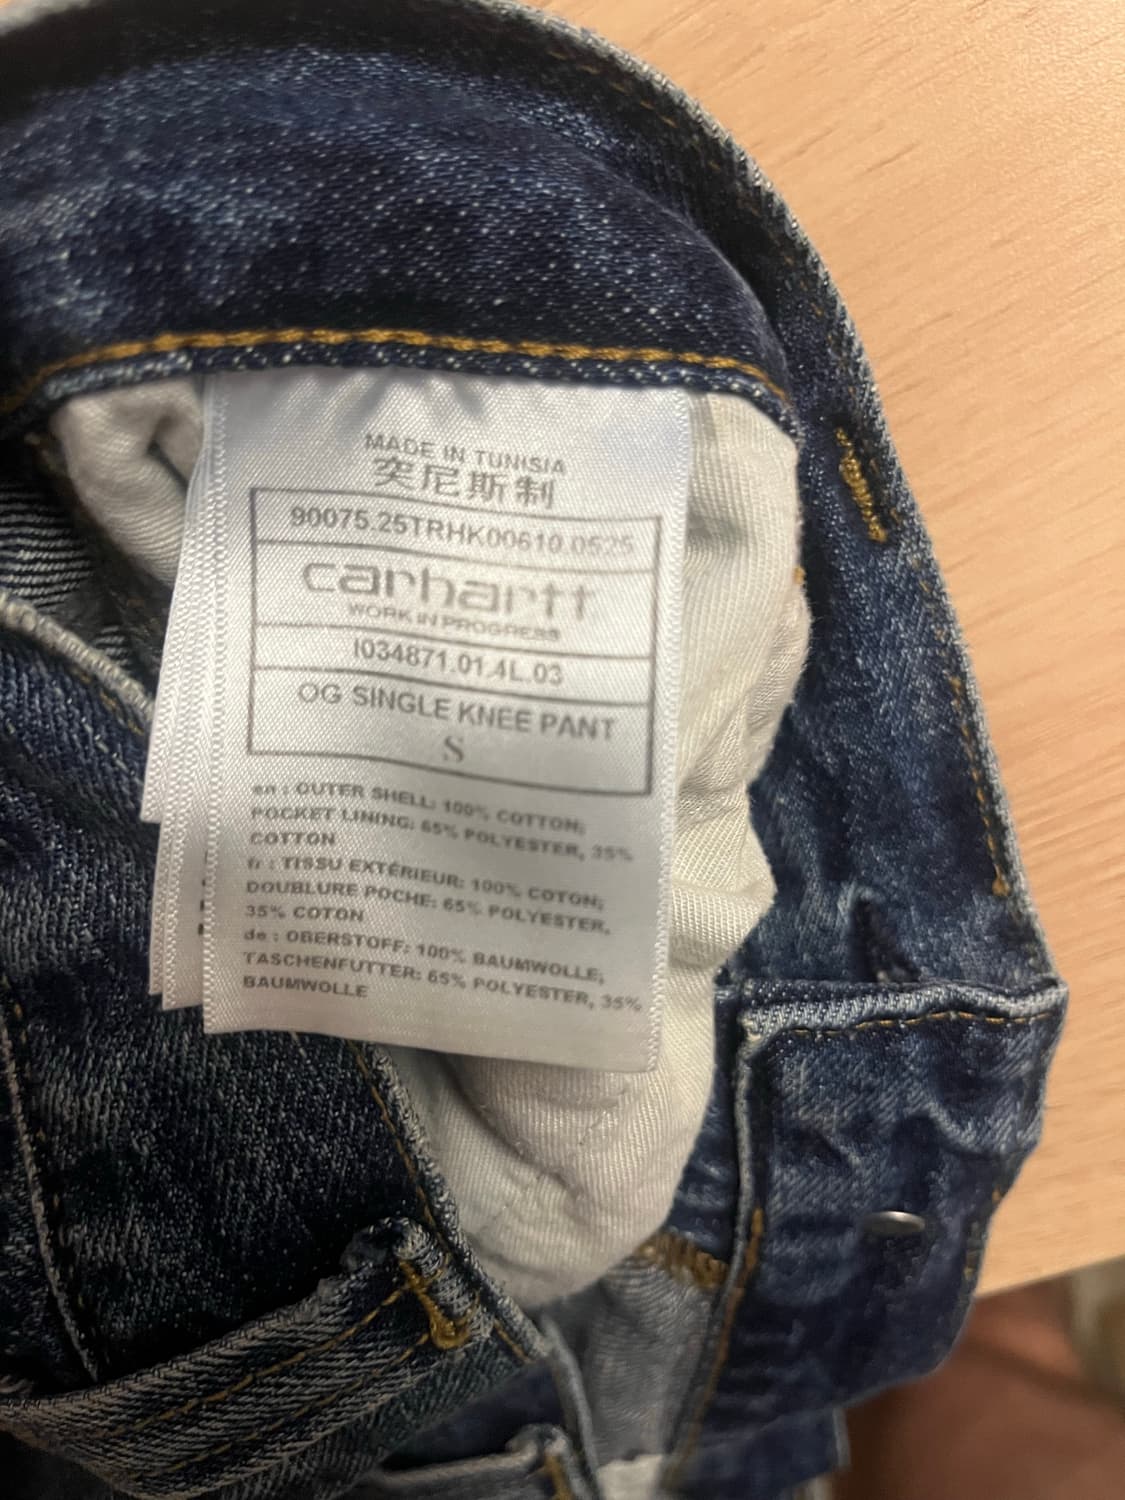 MADE IN TUNISIA
突尼斯制
90075.25TRHK00610.0525
carhartt
WORK IN PROGRESS
I034871.01.4L.03
OG SINGLE KNEE PANT
S
en : OUTER SHELL: 100% COTTON;
POCKET LINING: 65% POLYESTER, 35%
COTTON
fr : TISSU EXTÉRIEUR: 100% COTON;
DOUBLURE POCHE: 65% POLYESTER,
35% COTON
de : OBERSTOFF: 100% BAUMWOLLE;
TASCHENFUTTER: 65% POLYESTER, 35%
BAUMWOLLE